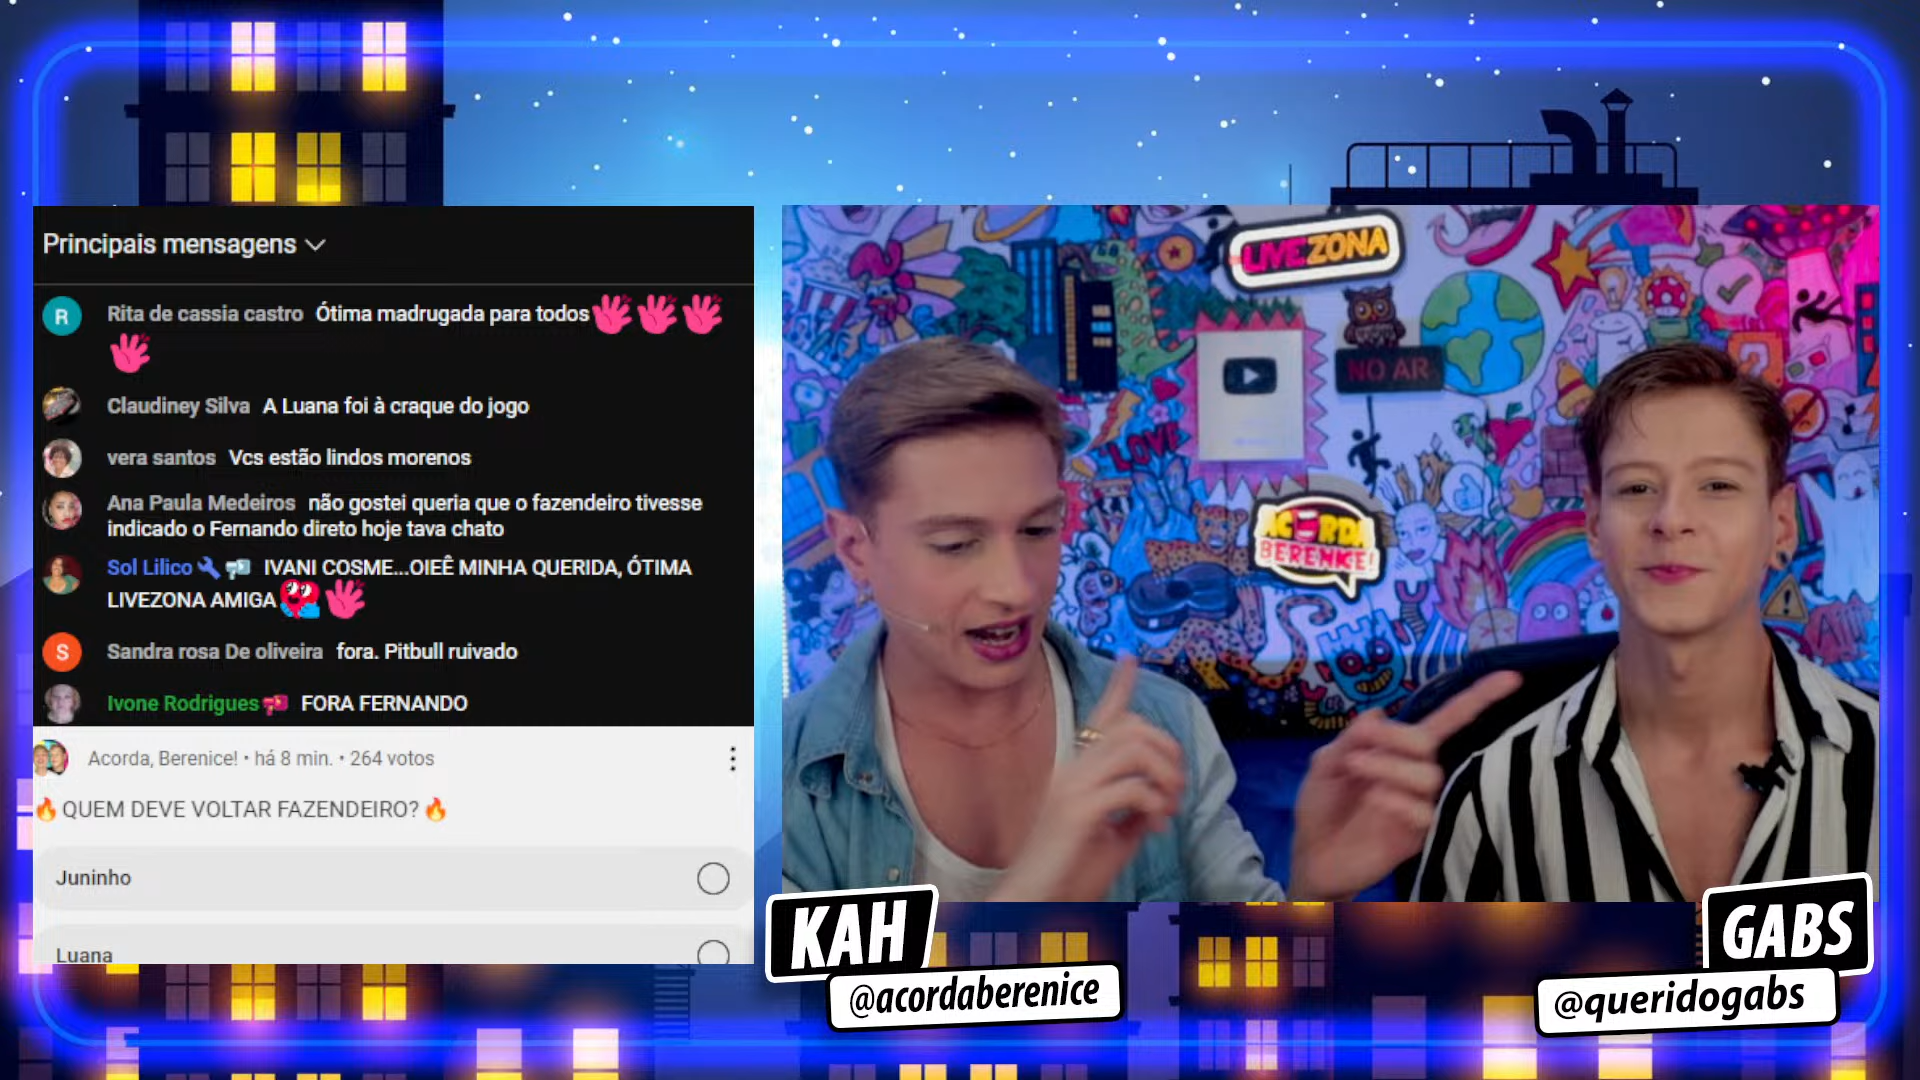 Principais mensagens
R
Rita de cassia castro Ótima madrugada para todos
Claudiney Silva A Luana foi à craque do jogo
vera santos Vcs estão lindos morenos
Ana Paula Medeiros não gostei queria que o fazendeiro tivesse
indicado o Fernando direto hoje tava chato
Sol Lilico IVANI COSME...OIEÊ MINHA QUERIDA, ÓTIMA
LIVEZONA AMIGA
S
Sandra rosa De oliveira fora. Pitbull ruivado
Ivone Rodrigues FORA FERNANDO
Acorda, Berenice! • há 8 min. • 264 votos
🔥 QUEM DEVE VOLTAR FAZENDEIRO? 🔥
Juninho
Luana
LIVEZONA
NO AR
LOVE
ACORDA,
BERENICE!
KAH
@acordaberenice
GABS
@queridogabs